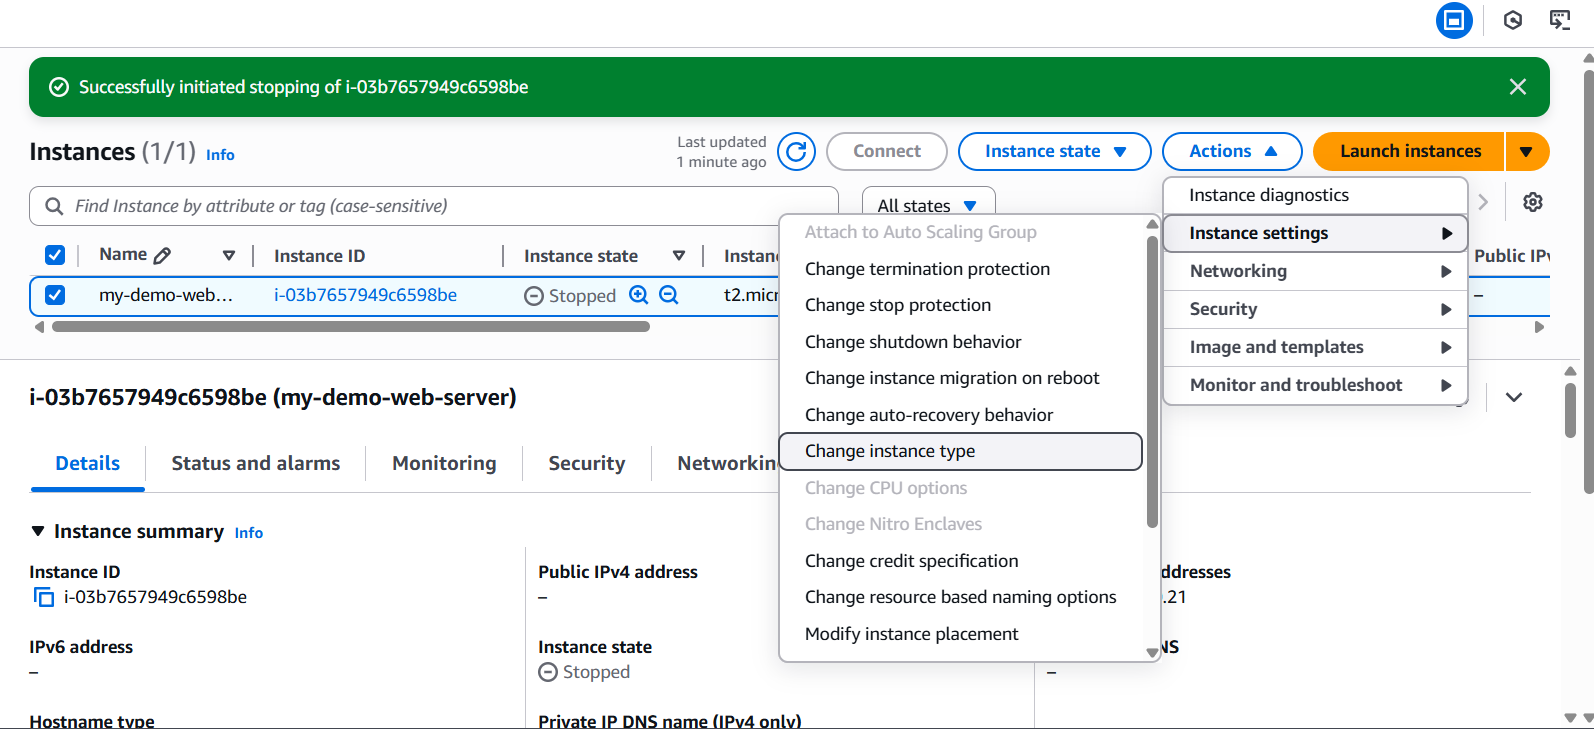 Successfully initiated stopping of i-03b7657949c6598be
Instances (1/1) Info
Last updated
1 minute ago
Connect
Instance state
Actions
Launch instances
Find Instance by attribute or tag (case-sensitive)
All states
Instance diagnostics
Instance settings
Networking
Security
Image and templates
Monitor and troubleshoot
Attach to Auto Scaling Group
Change termination protection
Change stop protection
Change shutdown behavior
Change instance migration on reboot
Change auto-recovery behavior
Change instance type
Change CPU options
Change Nitro Enclaves
Change credit specification
Change resource based naming options
Modify instance placement
Name
Instance ID
Instance state
Public IPv
my-demo-web...
i-03b7657949c6598be
Stopped
t2.micr
–
i-03b7657949c6598be (my-demo-web-server)
Details
Status and alarms
Monitoring
Security
Networking
Instance summary Info
Instance ID
i-03b7657949c6598be
Public IPv4 address
–
ddresses
.21
IPv6 address
–
Instance state
Stopped
NS
–
Hostname type
Private IP DNS name (IPv4 only)